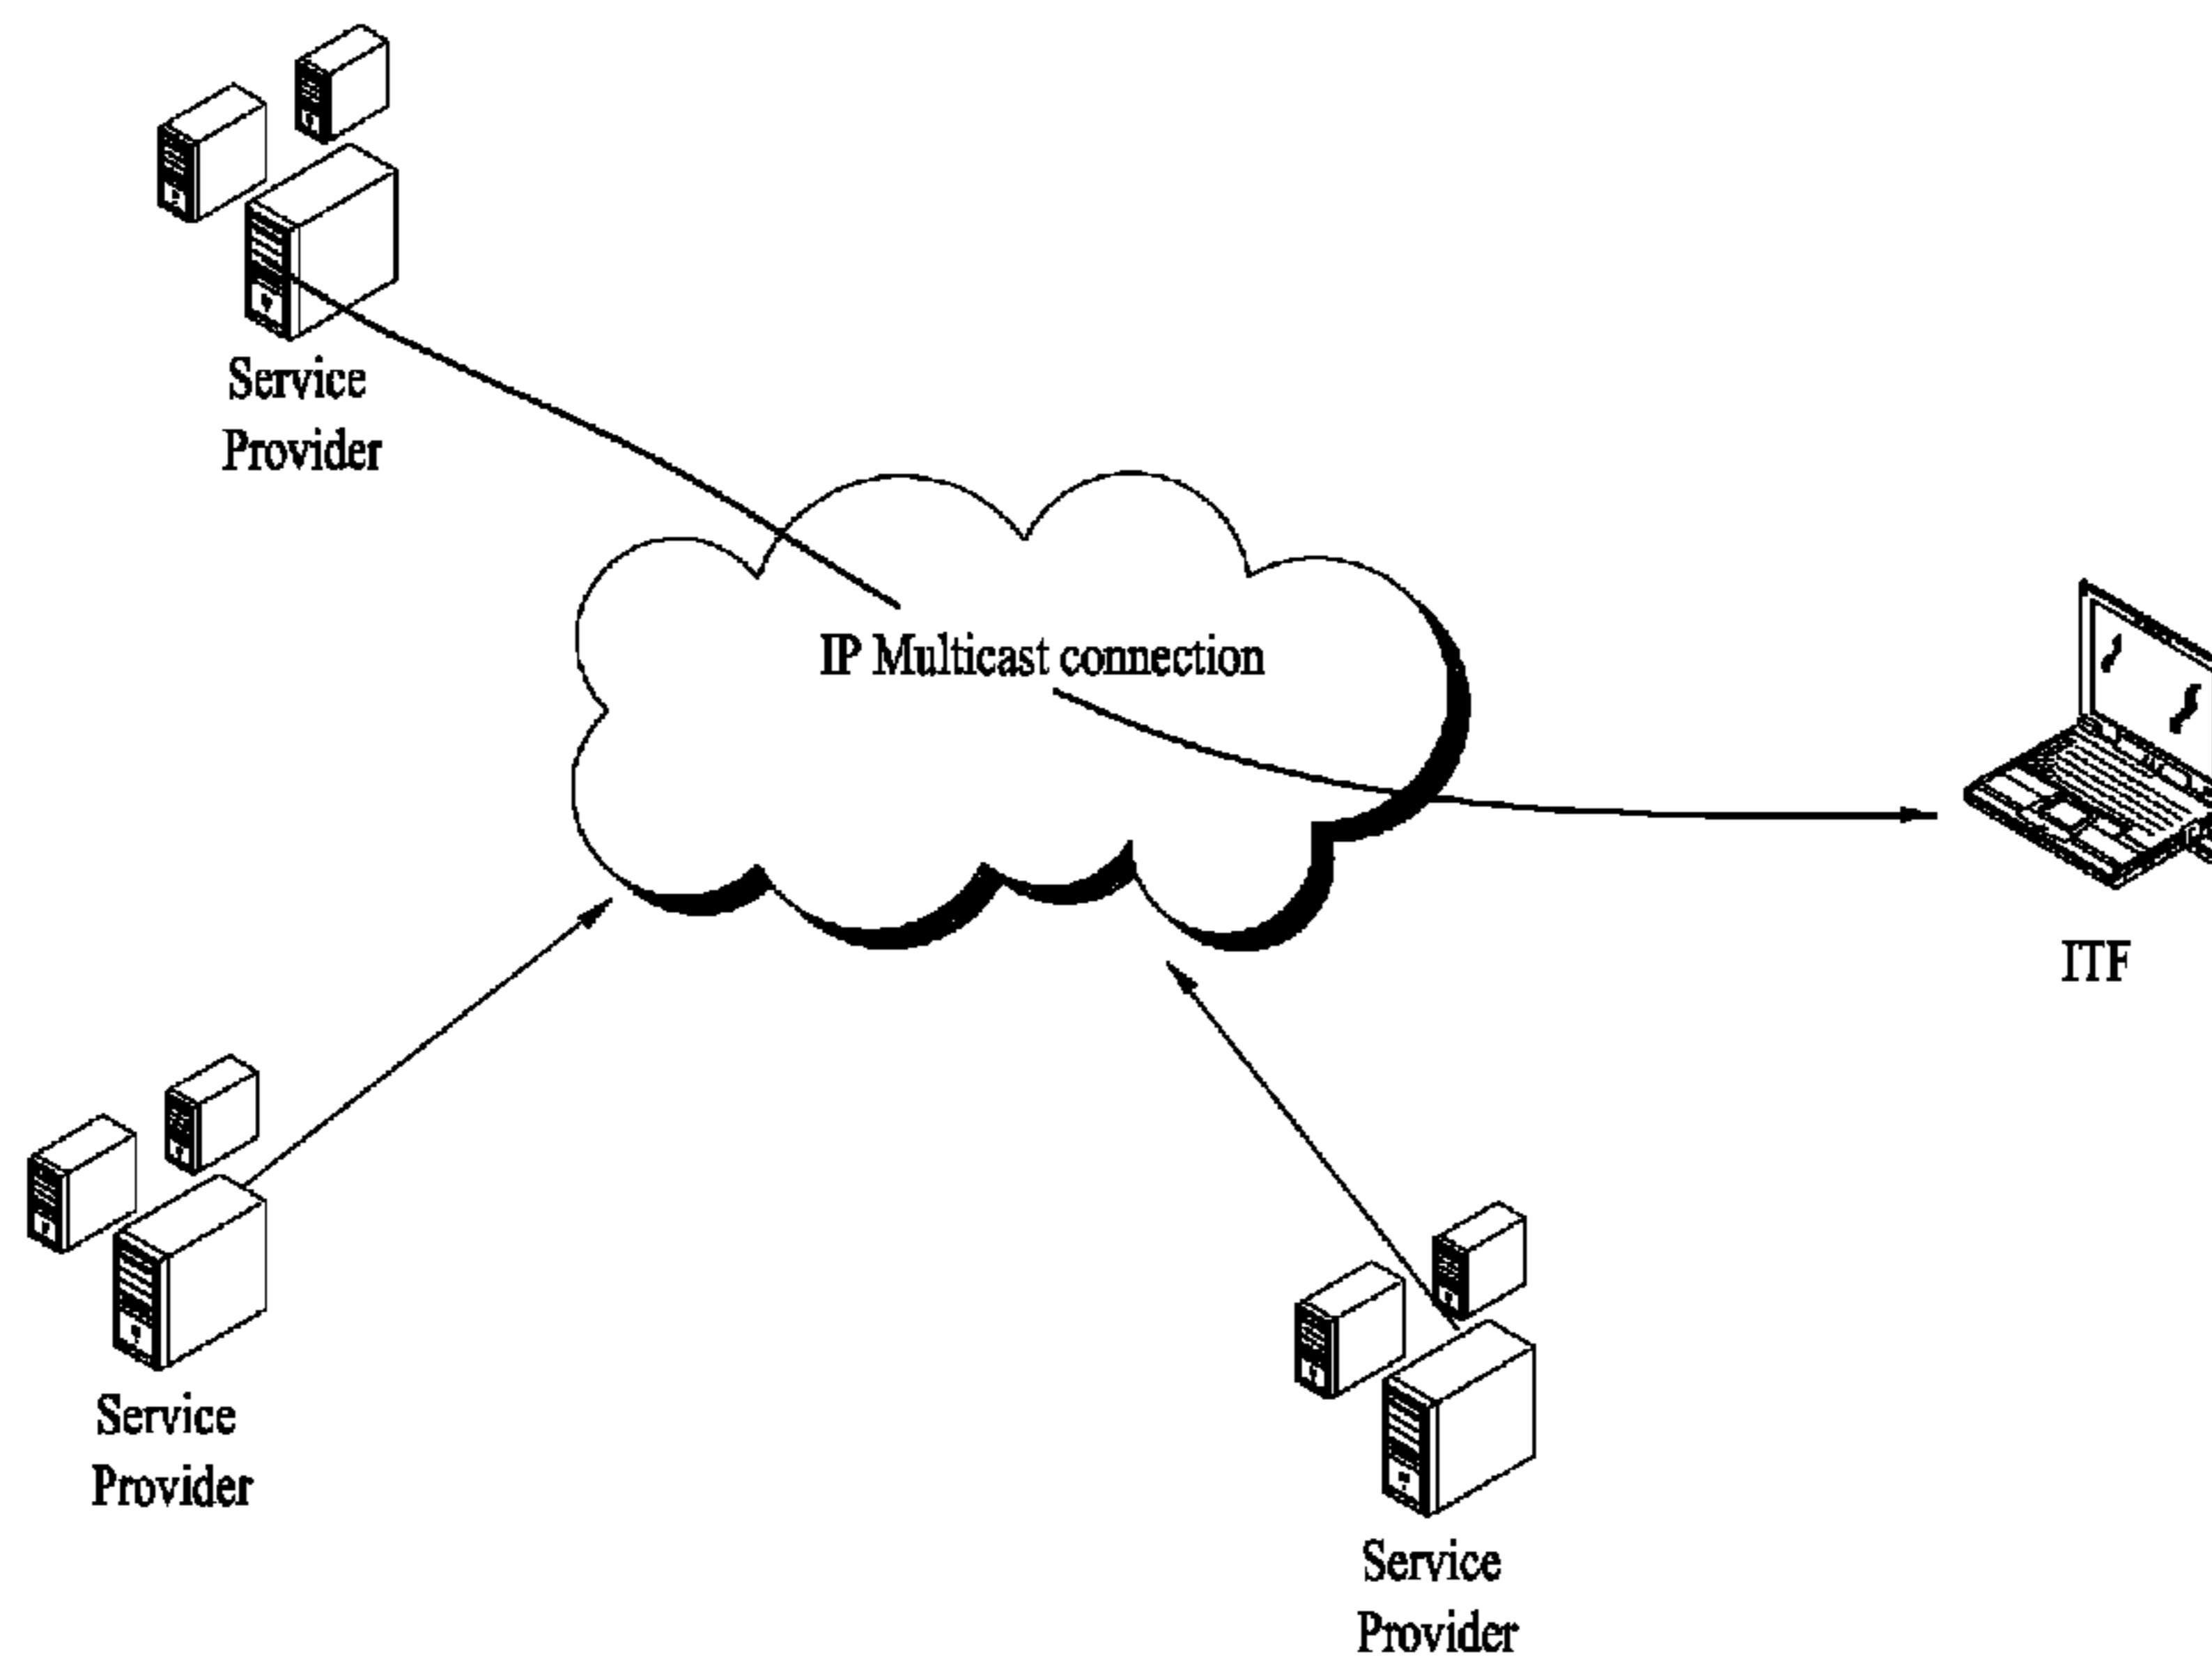 Service
Provider
IP Multicast connection
ITF
Service
Provider
Service
Provider